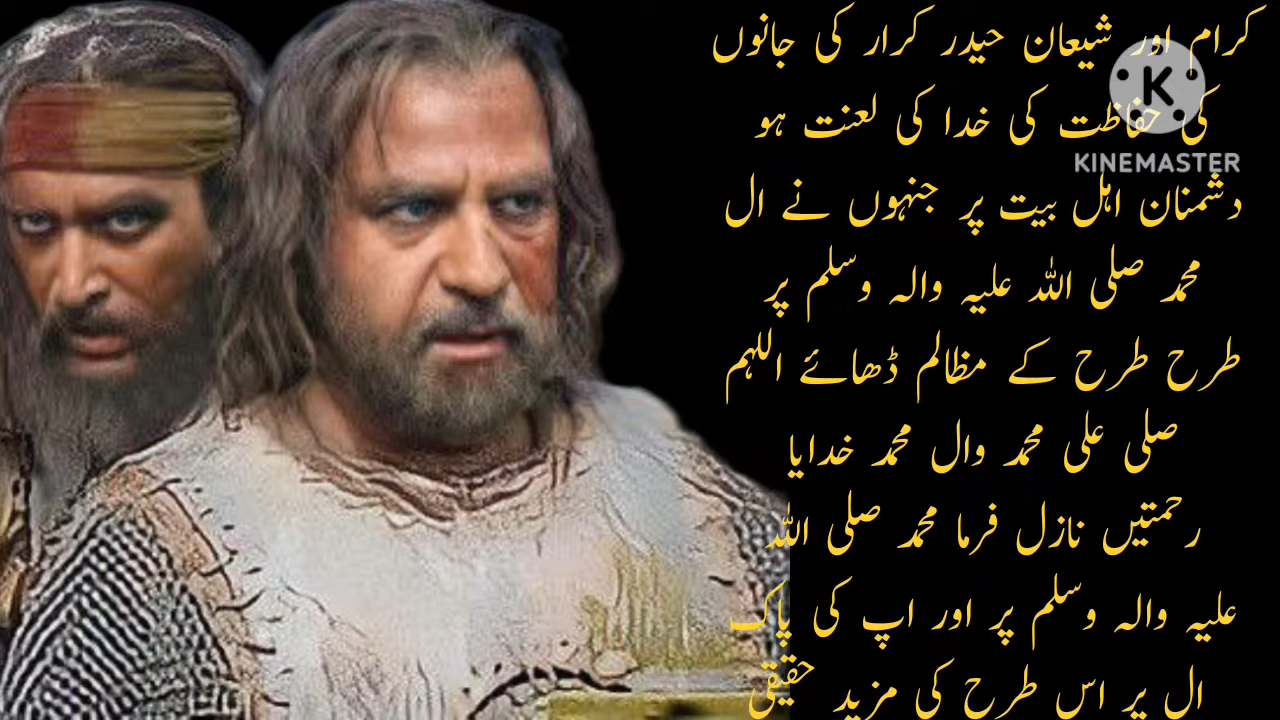 کرام اور شیعان حیدر کرار کی جانوں
کی حفاظت کی خدا کی لعنت ہو
KINEMASTER
دشمنان اہل بیت پر جنہوں نے ال
محمد صلی اللہ علیہ والہ وسلم پر
طرح طرح کے مظالم ڈھائے اللہم
صلی علی محمد وال محمد خدایا
رحمتیں نازل فرما محمد صلی اللہ
علیہ والہ وسلم پر اور اپ کی پاک
ال پر اس طرح کی مزید حقیقی